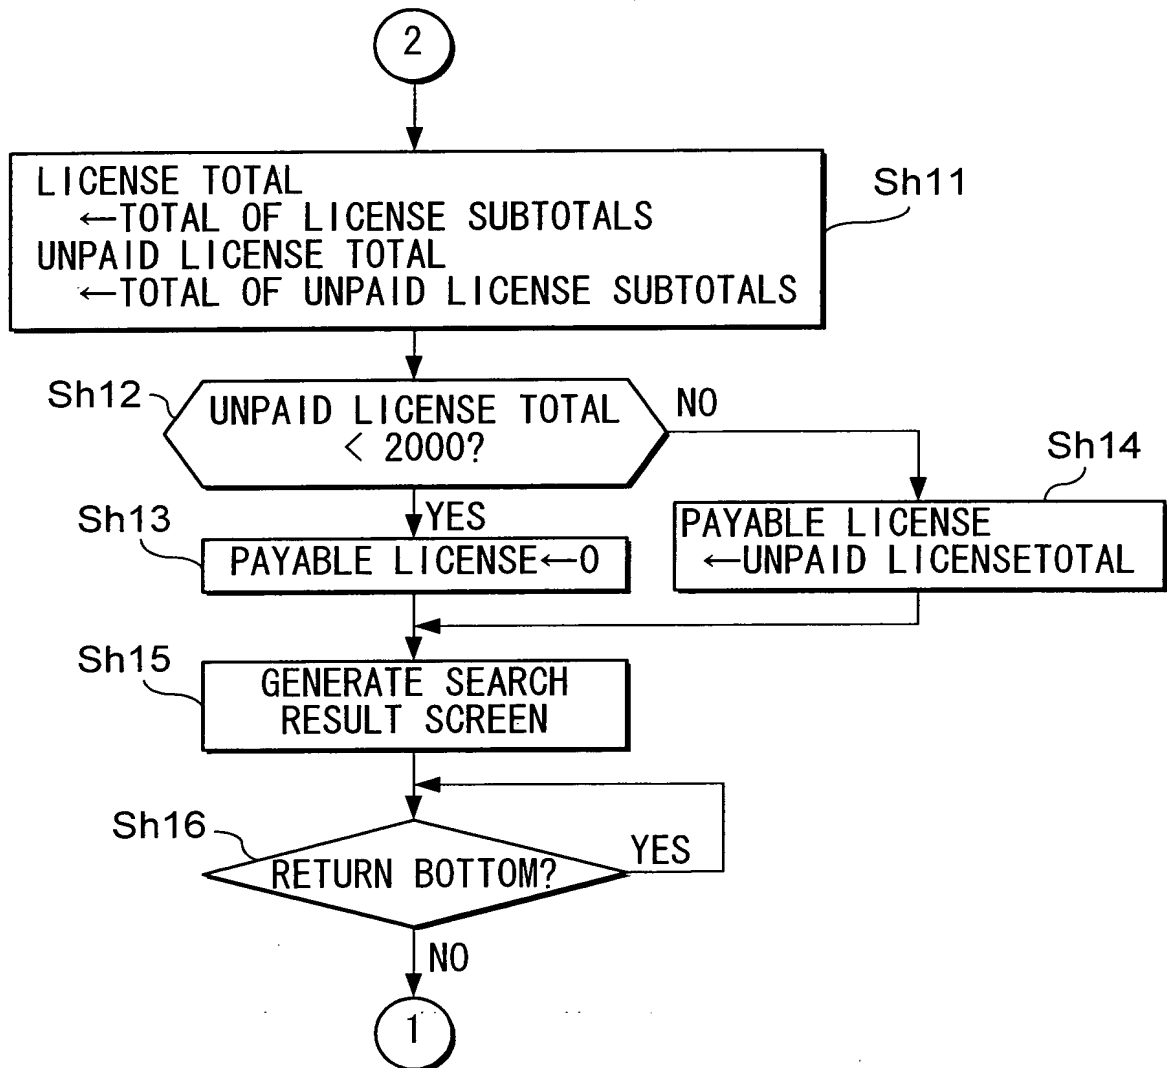 2
LICENSE TOTAL
←TOTAL OF LICENSE SUBTOTALS
UNPAID LICENSE TOTAL
←TOTAL OF UNPAID LICENSE SUBTOTALS
Sh11
Sh12
UNPAID LICENSE TOTAL
< 2000?
NO
YES
Sh13
PAYABLE LICENSE←0
Sh14
PAYABLE LICENSE
←UNPAID LICENSETOTAL
Sh15
GENERATE SEARCH
RESULT SCREEN
Sh16
RETURN BOTTOM?
YES
NO
1